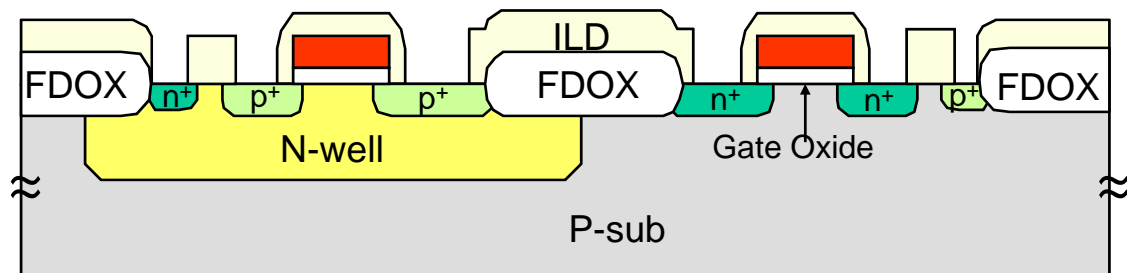 ILD
FDOX
FDOX
FDOX
n⁺
p⁺
p⁺
n⁺
n⁺
p⁺
N-well
Gate Oxide
P-sub